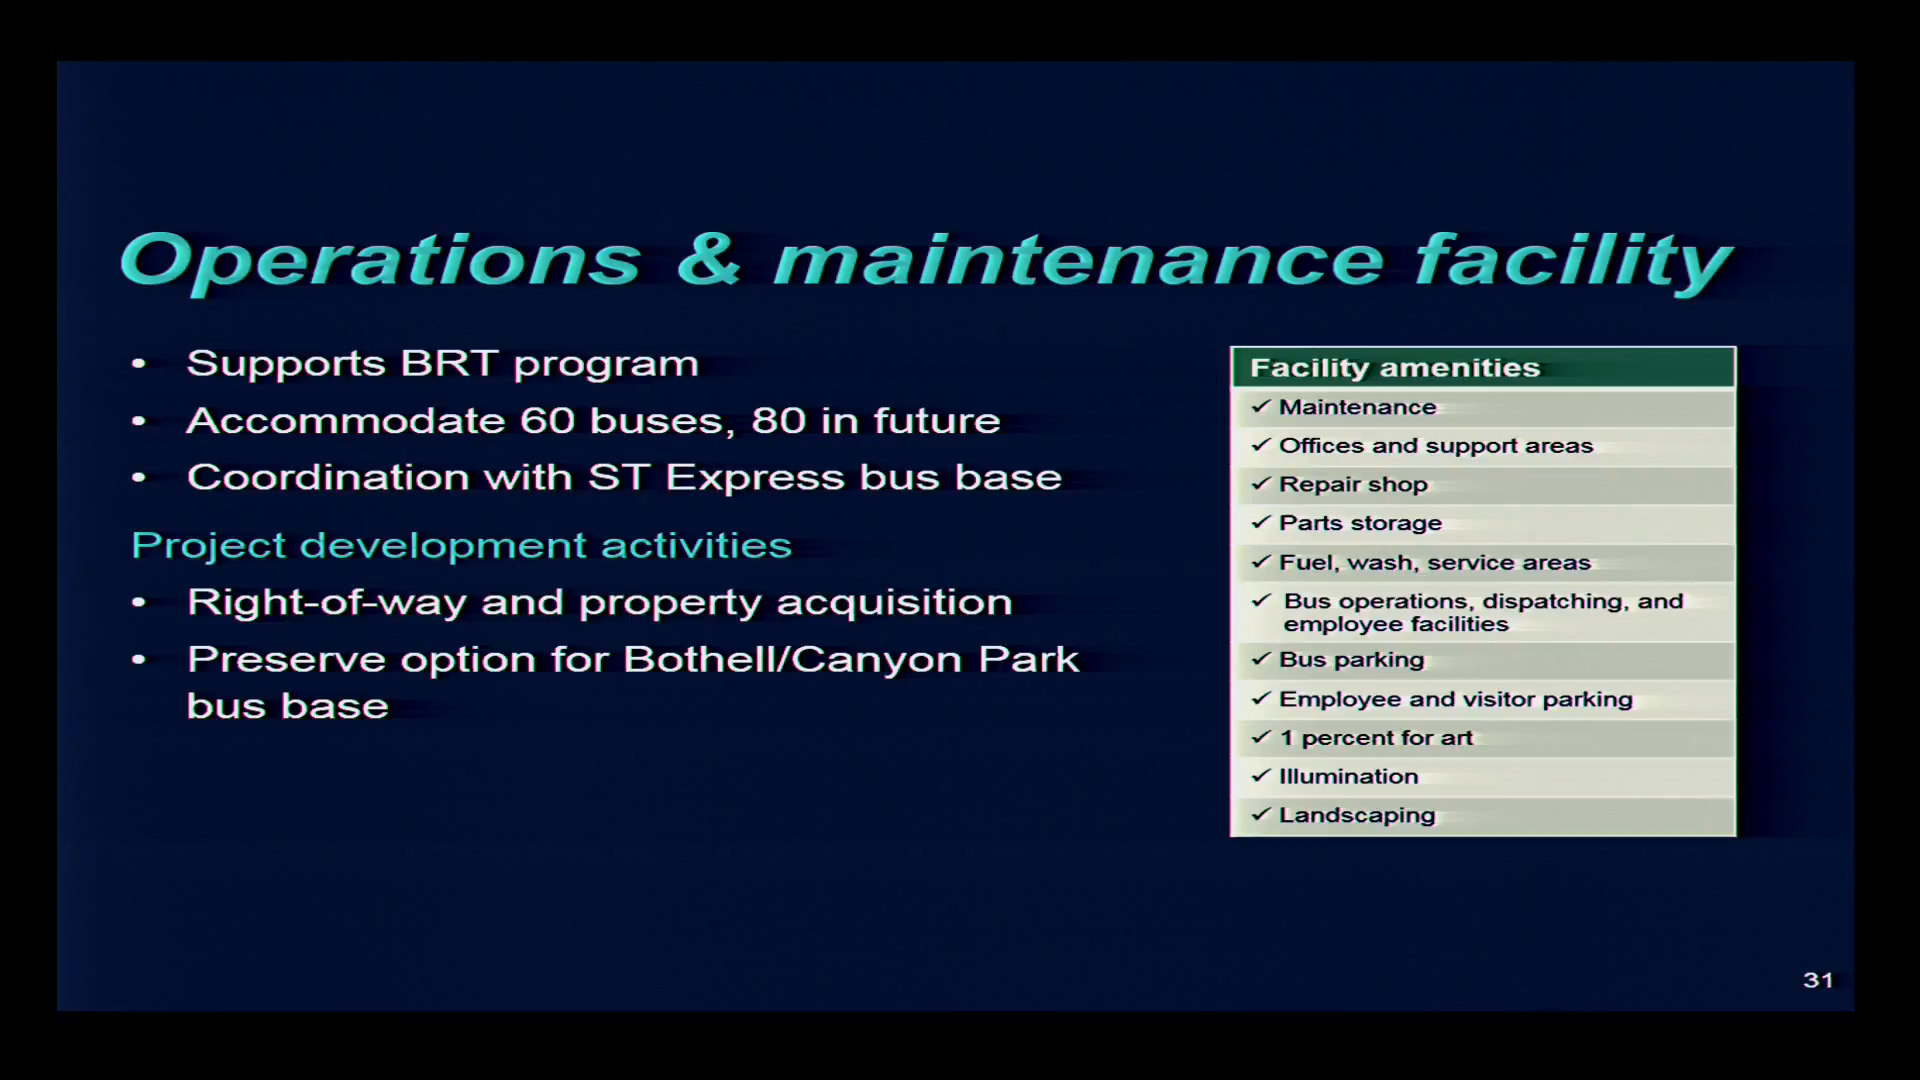 Operations & maintenance facility
• Supports BRT program
• Accommodate 60 buses, 80 in future
• Coordination with ST Express bus base
Project development activities
• Right-of-way and property acquisition
• Preserve option for Bothell/Canyon Park
bus base
Facility amenities
✓ Maintenance
✓ Offices and support areas
✓ Repair shop
✓ Parts storage
✓ Fuel, wash, service areas
✓ Bus operations, dispatching, and
employee facilities
✓ Bus parking
✓ Employee and visitor parking
✓ 1 percent for art
✓ Illumination
✓ Landscaping
31